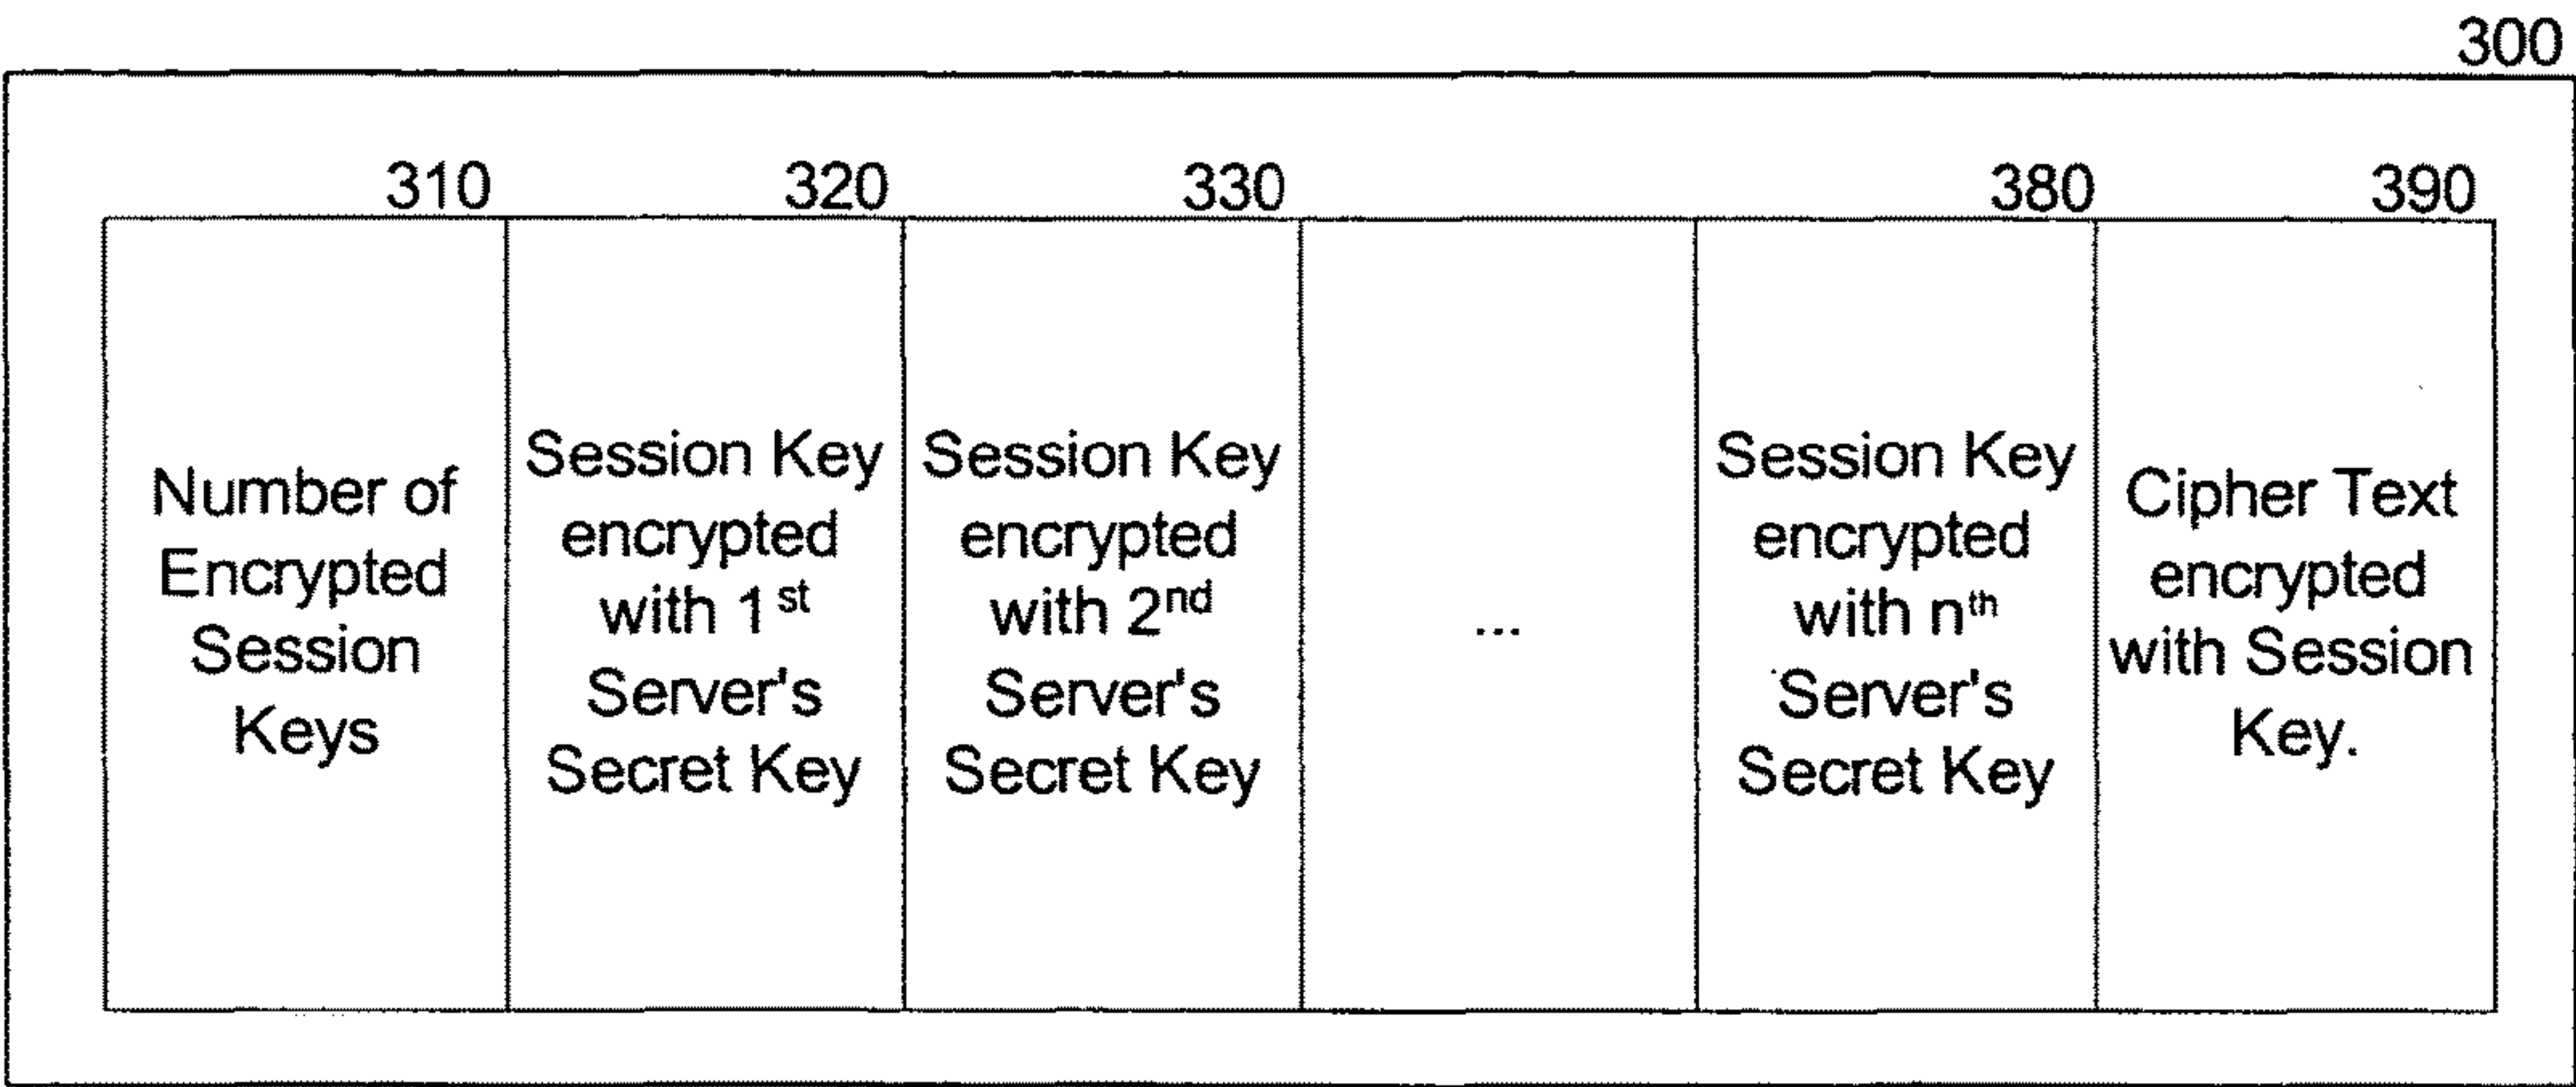 300
310
320
330
380
390
Number of
Encrypted
Session
Keys
Session Key
encrypted
with 1st
Server's
Secret Key
Session Key
encrypted
with 2nd
Server's
Secret Key
...
Session Key
encrypted
with nth
Server's
Secret Key
Cipher Text
encrypted
with Session
Key.